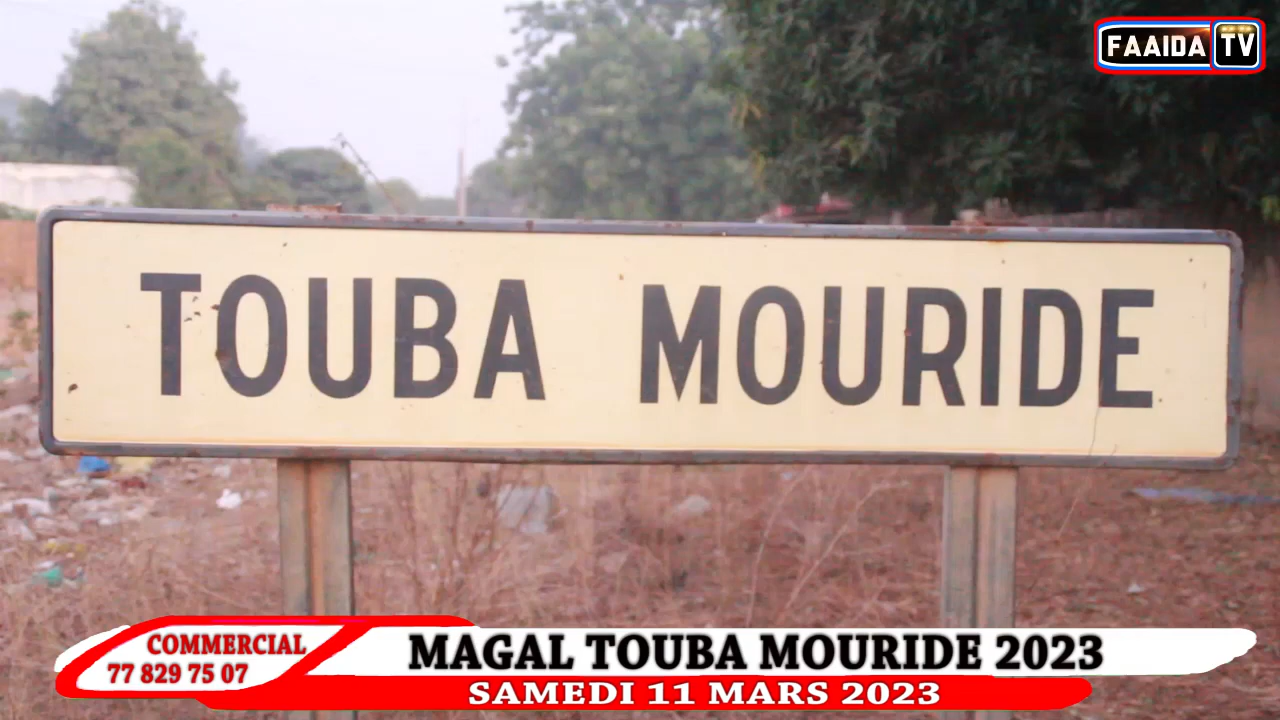 FAAIDA TV
TOUBA MOURIDE
COMMERCIAL
77 829 75 07
MAGAL TOUBA MOURIDE 2023
SAMEDI 11 MARS 2023